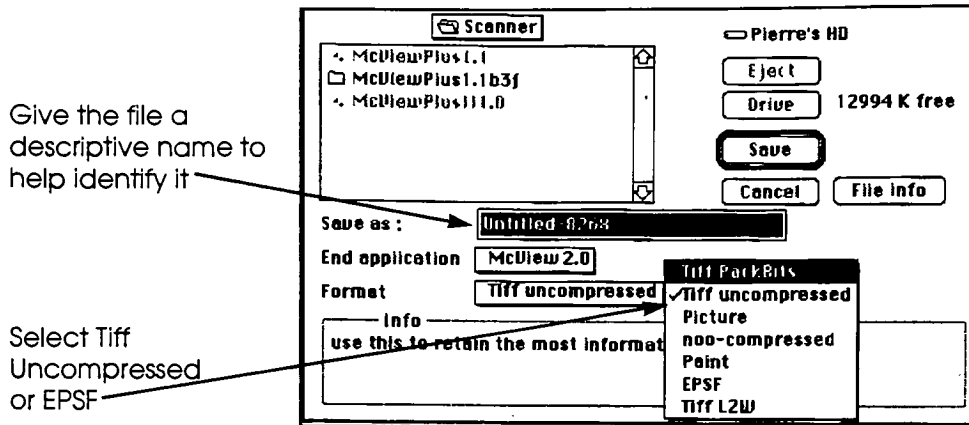 Scanner
Pierre's HD
McViewPlus1.1
McViewPlus1.1b3f
McViewPlusIII1.0
Eject
Drive
12994 K free
Save
Cancel
File info
Give the file a
descriptive name to
help identify it
Save as :
Untitled-8268
End application
McView 2.0
Format
Tiff uncompressed
Tiff PackBits
✓Tiff uncompressed
Picture
noo-compressed
Paint
EPSF
Tiff L2W
Info
use this to retain the most informat
Select Tiff
Uncompressed
or EPSF